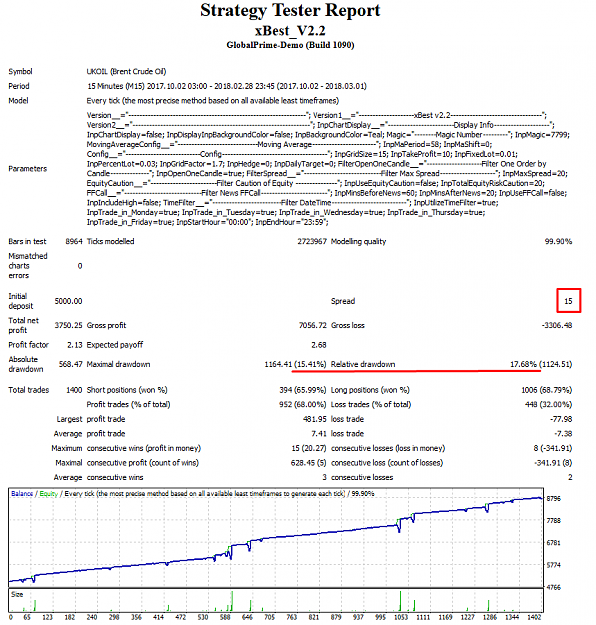 Strategy Tester Report
xBest_V2.2
GlobalPrime-Demo (Build 1090)
Symbol UKOIL (Brent Crude Oil)
Period 15 Minutes (M15) 2017.10.02 03:00 - 2018.02.28 23:45 (2017.10.02 - 2018.03.01)
Model Every tick (the most precise method based on all available least timeframes)
Version__="-----------------------------------------------------"; Version1__="---------------------xBest v2.2---------------------------";
Version2__="-----------------------------------------------------"; InpChartDisplay__="---------------------Display Info--------------------";
InpChartDisplay=false; InpDisplayInpBackgroundColor=false; InpBackgroundColor=Teal; Magic="--------Magic Number---------"; InpMagic=7799;
MovingAverageConfig__="-----------------------------Moving Average-------------------"; InpMaPeriod=58; InpMaShift=0;
Config__="---------------------------Config--------------------------------------"; InpGridSize=15; InpTakeProfit=10; InpFixedLot=0.01;
InpPercentLot=0.03; InpGridFactor=1.7; InpHedge=0; InpDailyTarget=0; FilterOpenOneCandle__="--------------------Filter One Order by
Parameters Candle--------------"; InpOpenOneCandle=true; FilterSpread__="----------------------------Filter Max Spread--------------------"; InpMaxSpread=20;
EquityCaution__="------------------------Filter Caution of Equity ---------------"; InpUseEquityCaution=false; InpTotalEquityRiskCaution=20;
FFCall__="----------------------------Filter News FFCall------------------------"; InpMinsBeforeNews=60; InpMinsAfterNews=20; InpUseFFCall=false;
InpIncludeHigh=false; TimeFilter__="---------------------------Filter DateTime---------------------------"; InpUtilizeTimeFilter=true;
InpTrade_in_Monday=true; InpTrade_in_Tuesday=true; InpTrade_in_Wednesday=true; InpTrade_in_Thursday=true;
InpTrade_in_Friday=true; InpStartHour="00:00"; InpEndHour="23:59";
Bars in test 8964 Ticks modelled 2723967 Modelling quality 99.90%
Mismatched
charts 0
errors
Initial
deposit 5000.00 Spread 15
Total net
profit 3750.25 Gross profit 7056.72 Gross loss -3306.48
Profit factor 2.13 Expected payoff 2.68
Absolute
drawdown 568.47 Maximal drawdown 1164.41 (15.41%) Relative drawdown 17.68% (1124.51)
Total trades 1400 Short positions (won %) 394 (65.99%) Long positions (won %) 1006 (68.79%)
Profit trades (% of total) 952 (68.00%) Loss trades (% of total) 448 (32.00%)
Largest profit trade 481.95 loss trade -77.98
Average profit trade 7.41 loss trade -7.38
Maximum consecutive wins (profit in money) 15 (20.27) consecutive losses (loss in money) 8 (-341.91)
Maximal consecutive profit (count of wins) 628.45 (5) consecutive loss (count of losses) -341.91 (8)
Average consecutive wins 3 consecutive losses 2
Balance / Equity / Every tick (the most precise method based on all available least timeframes to generate each tick) / 99.90%
8796
7788
6781
5774
4766
Size
0 65 123 182 240 298 356 414 472 530 588 647 705 763 821 879 937 995 1053 1111 1169 1227 1286 1344 1402